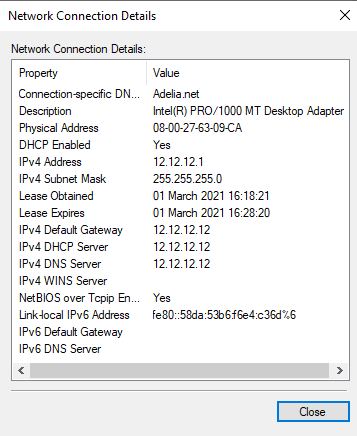 Network Connection Details
Network Connection Details:
Property Value
Connection-specific DN... Adelia.net
Description Intel(R) PRO/1000 MT Desktop Adapter
Physical Address 08-00-27-63-09-CA
DHCP Enabled Yes
IPv4 Address 12.12.12.1
IPv4 Subnet Mask 255.255.255.0
Lease Obtained 01 March 2021 16:18:21
Lease Expires 01 March 2021 16:28:20
IPv4 Default Gateway 12.12.12.12
IPv4 DHCP Server 12.12.12.12
IPv4 DNS Server 12.12.12.12
IPv4 WINS Server
NetBIOS over Tcpip En... Yes
Link-local IPv6 Address fe80::58da:53b6:f6e4:c36d%6
IPv6 Default Gateway
IPv6 DNS Server
Close